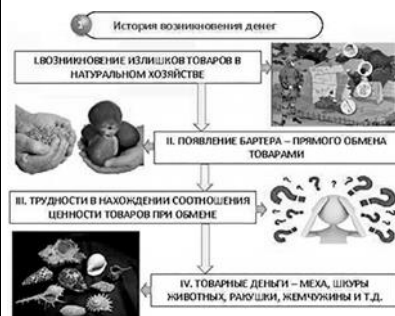 История возникновения денег
I.ВОЗНИКНОВЕНИЕ ИЗЛИШКОВ ТОВАРОВ В
НАТУРАЛЬНОМ ХОЗЯЙСТВЕ
II. ПОЯВЛЕНИЕ БАРТЕРА – ПРЯМОГО ОБМЕНА
ТОВАРАМИ
III. ТРУДНОСТИ В НАХОЖДЕНИИ СООТНОШЕНИЯ
ЦЕННОСТИ ТОВАРОВ ПРИ ОБМЕНЕ
IV. ТОВАРНЫЕ ДЕНЬГИ – МЕХА, ШКУРЫ
ЖИВОТНЫХ, РАКУШКИ, ЖЕМЧУЖИНЫ И Т.Д.